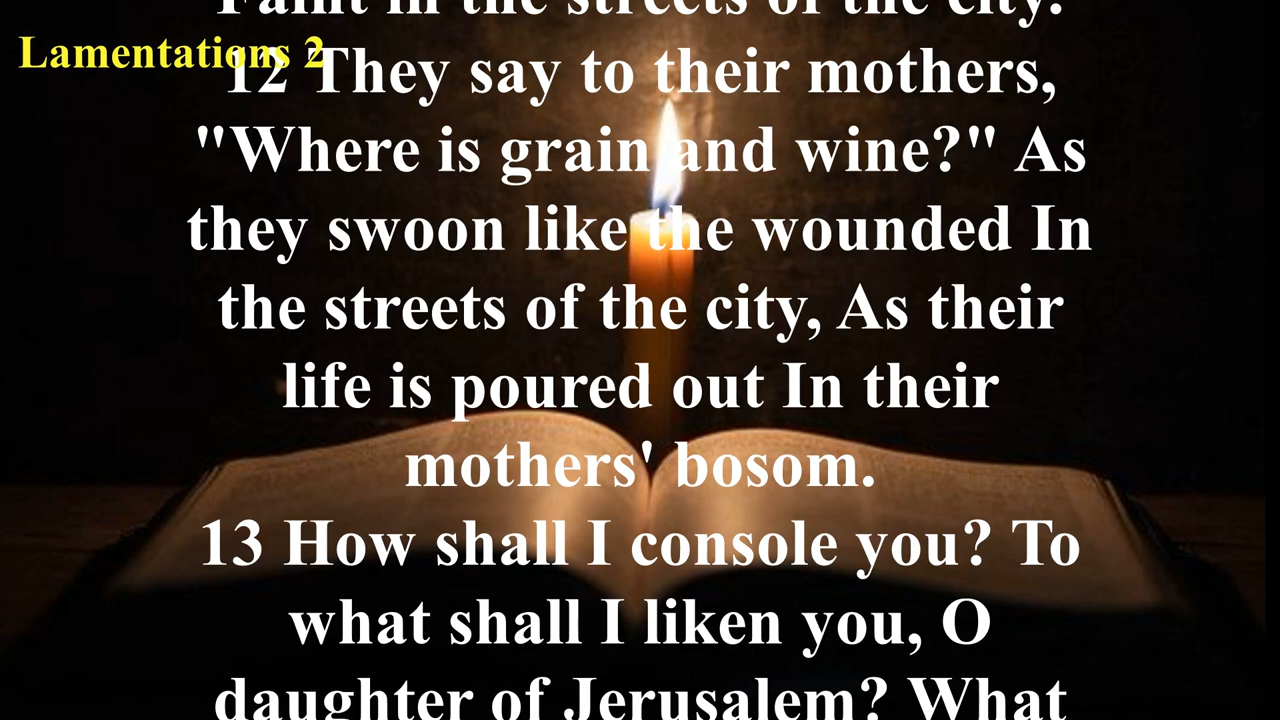 Faint in the streets of the city.
Lamentations 2
12 They say to their mothers,
"Where is grain and wine?" As
they swoon like the wounded In
the streets of the city, As their
life is poured out In their
mothers' bosom.
13 How shall I console you? To
what shall I liken you, O
daughter of Jerusalem? What